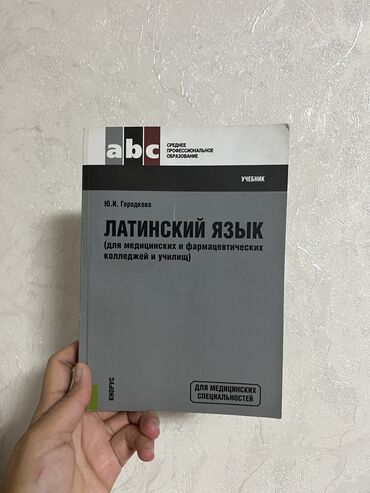 abc
СРЕДНЕЕ
ПРОФЕССИОНАЛЬНОЕ
ОБРАЗОВАНИЕ
УЧЕБНИК
Ю.И. Городкова
ЛАТИНСКИЙ ЯЗЫК
(для медицинских и фармацевтических
колледжей и училищ)
КНОРУС
ДЛЯ МЕДИЦИНСКИХ
СПЕЦИАЛЬНОСТЕЙ